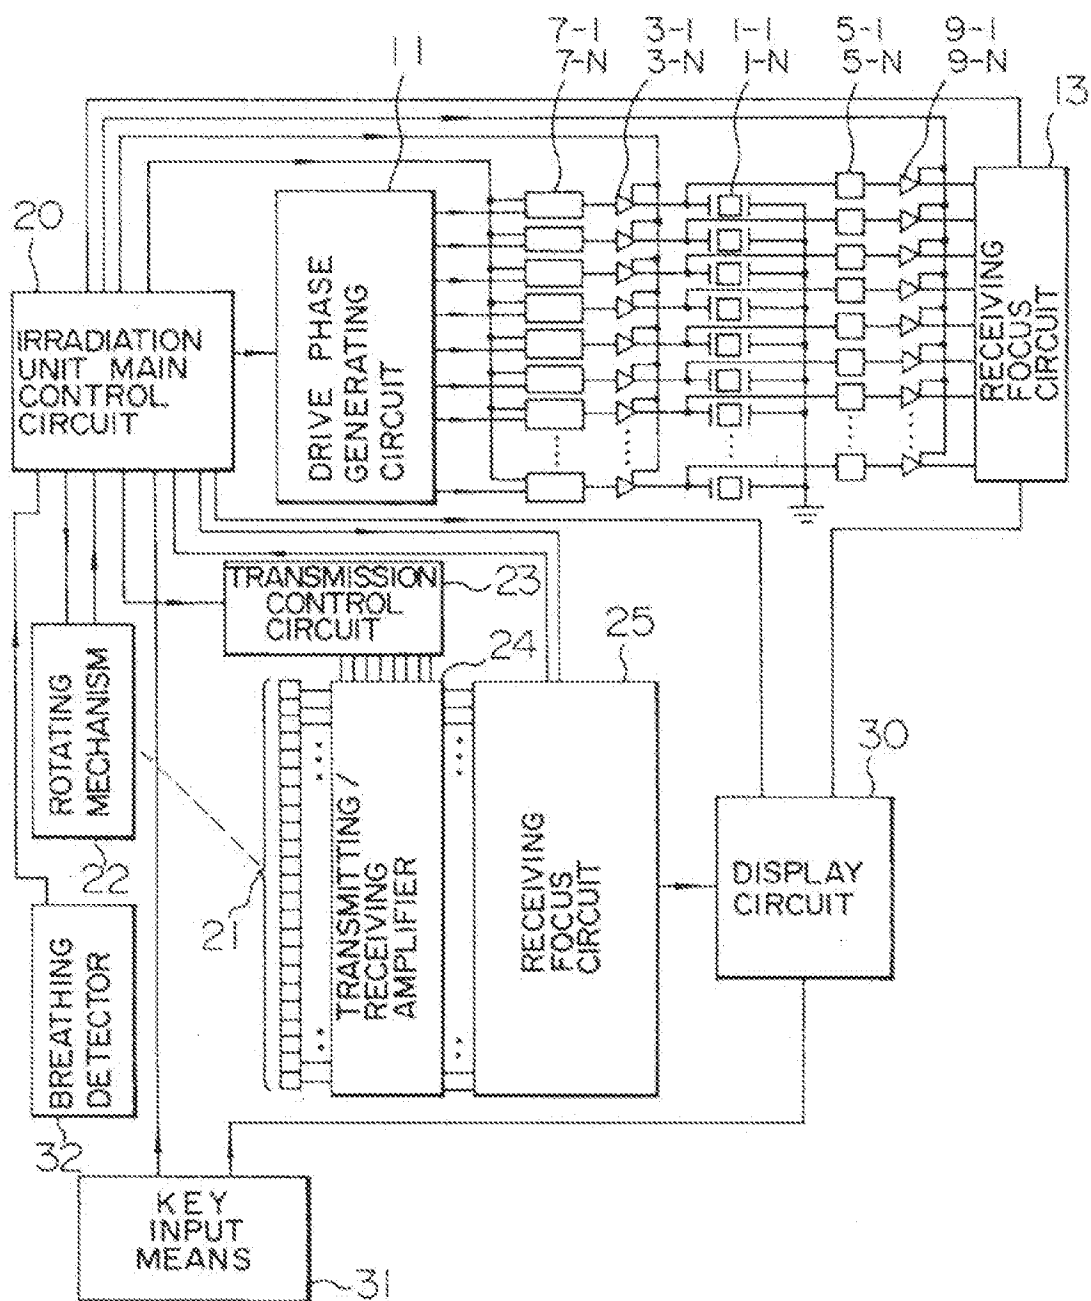 7-1 3-1 1-1 5-1 9-1
11 7-N 3-N 1-N 5-N 9-N
13
20
IRRADIATION
UNIT MAIN
CONTROL
CIRCUIT
DRIVE PHASE
GENERATING
CIRCUIT
RECEIVING
FOCUS
CIRCUIT
TRANSMISSION
CONTROL
CIRCUIT
23
24
25
ROTATING
MECHANISM
22
21
TRANSMITTING/
RECEIVING
AMPLIFIER
RECEIVING
FOCUS
CIRCUIT
30
DISPLAY
CIRCUIT
BREATHING
DETECTOR
32
KEY
INPUT
MEANS
31